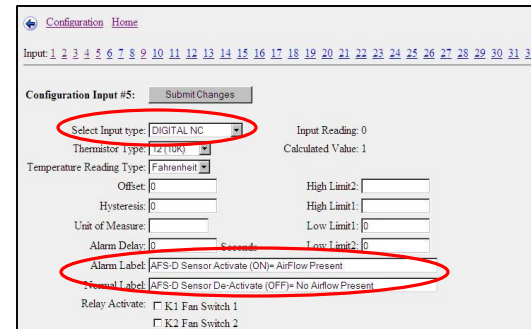 Configuration Home
Input: 1 2 3 4 5 6 7 8 9 10 11 12 13 14 15 16 17 18 19 20 21 22 23 24 25 26 27 28 29 30 31 3
Configuration Input #5: Submit Changes
Select Input type: DIGITAL NC Input Reading: 0
Thermistor Type: 12 (10K) Calculated Value: 1
Temperature Reading Type: Fahrenheit
Offset: 0 High Limit2:
Hysteresis: 0 High Limit1:
Unit of Measure: Low Limit1: 0
Alarm Delay: 0 Seconds Low Limit2: 0
Alarm Label: AFS-D Sensor Activate (ON)= AirFlow Present
Normal Label: AFS-D Sensor De-Activate (OFF)= No Airflow Present
Relay Activate: K1 Fan Switch 1
K2 Fan Switch 2